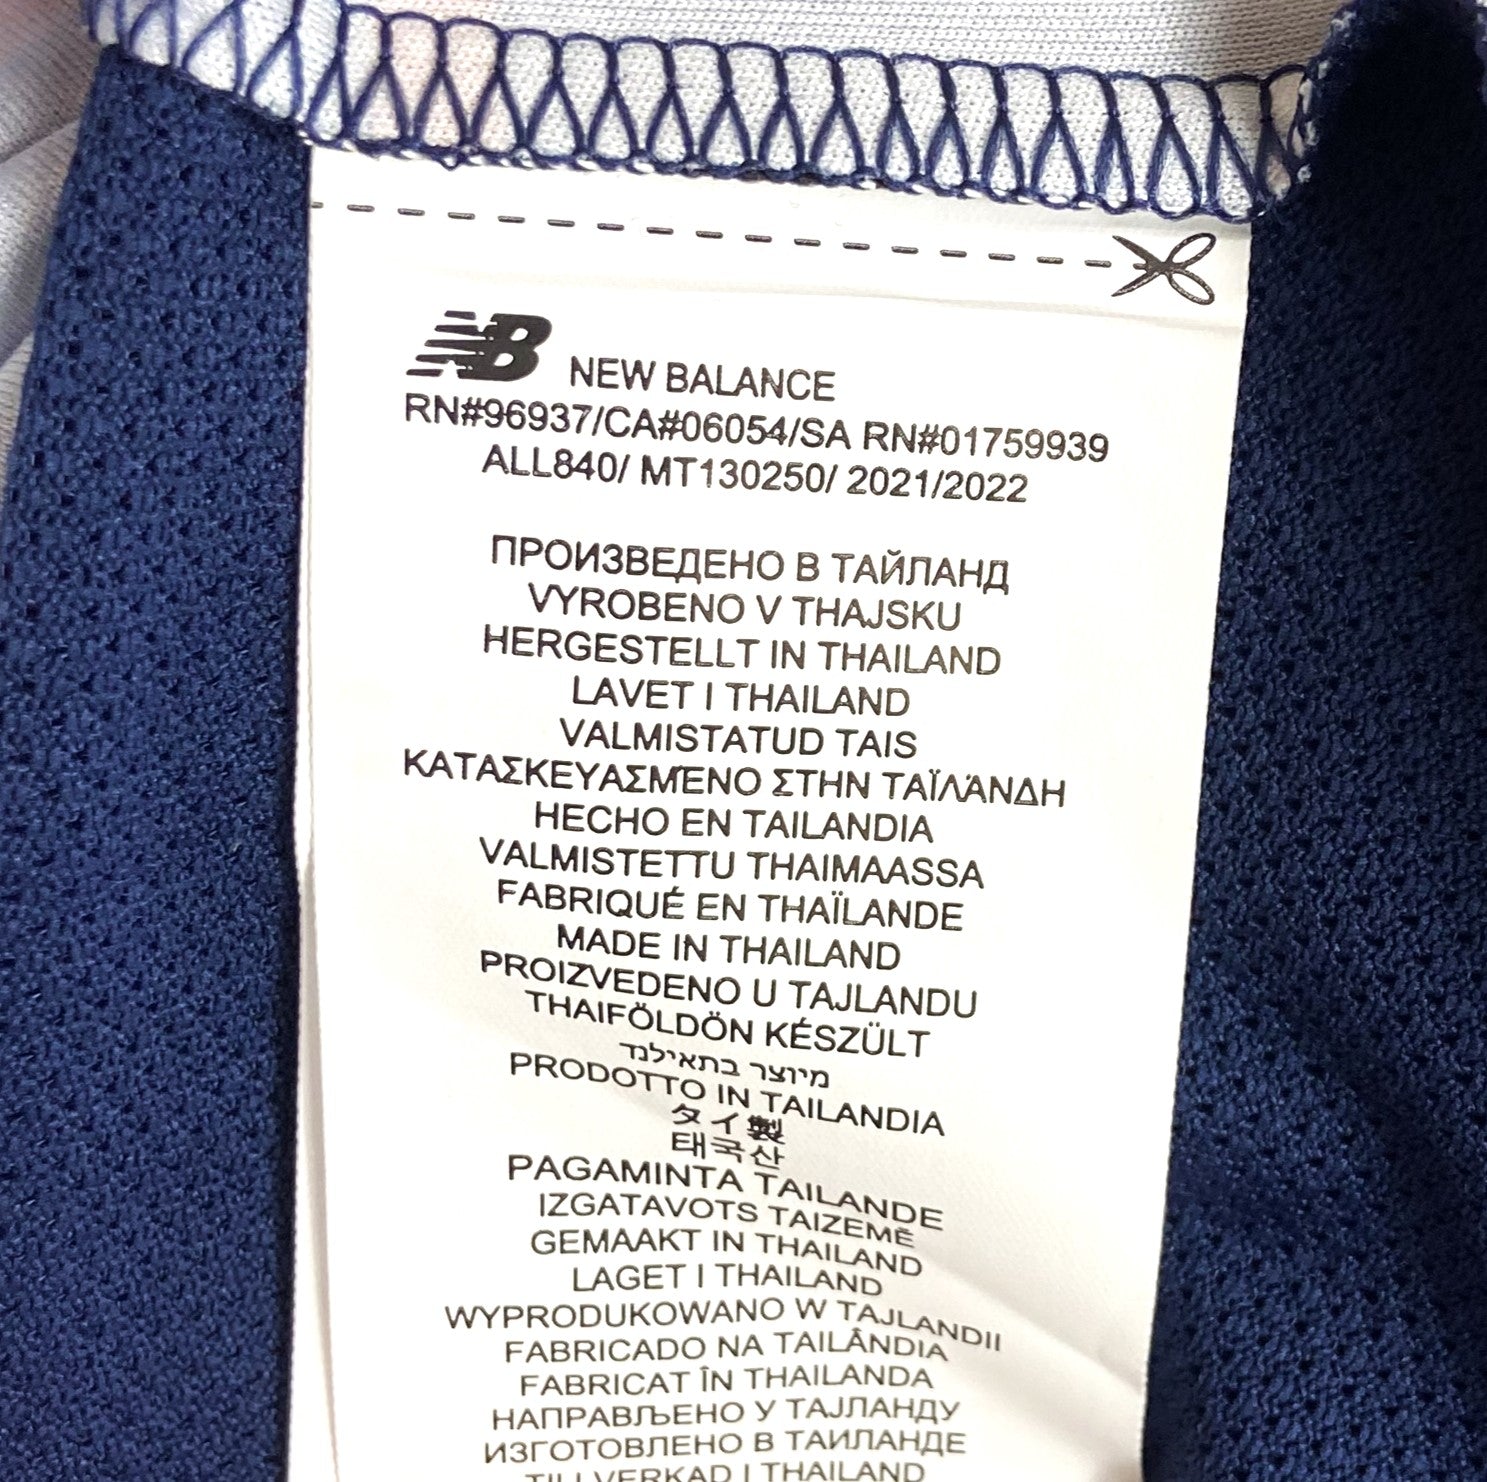 NB NEW BALANCE
RN#96937/CA#06054/SA RN#01759939
ALL840/ MT130250/ 2021/2022
ПРОИЗВЕДЕНО В ТАЙЛАНД
VYROBENO V THAJSKU
HERGESTELLT IN THAILAND
LAVET I THAILAND
VALMISTATUD TAIS
ΚΑΤΑΣΚΕΥΑΣΜΈΝΟ ΣΤΗΝ ΤΑΪΛΆΝΔΗ
HECHO EN TAILANDIA
VALMISTETTU THAIMAASSA
FABRIQUÉ EN THAÏLANDE
MADE IN THAILAND
PROIZVEDENO U TAJLANDU
THAIFÖLDÖN KÉSZÜLT
מיוצר בתאילנד
PRODOTTO IN TAILANDIA
タイ製
태국산
PAGAMINTA TAILANDE
IZGATAVOTS TAIZEMĒ
GEMAAKT IN THAILAND
LAGET I THAILAND
WYPRODUKOWANO W TAJLANDII
FABRICADO NA TAILÂNDIA
FABRICAT ÎN THAILANDA
НАПРАВЉЕНО У ТАЈЛАНДУ
ИЗГОТОВЛЕНО В ТАИЛАНДЕ
TILLVERKAD I THAILAND